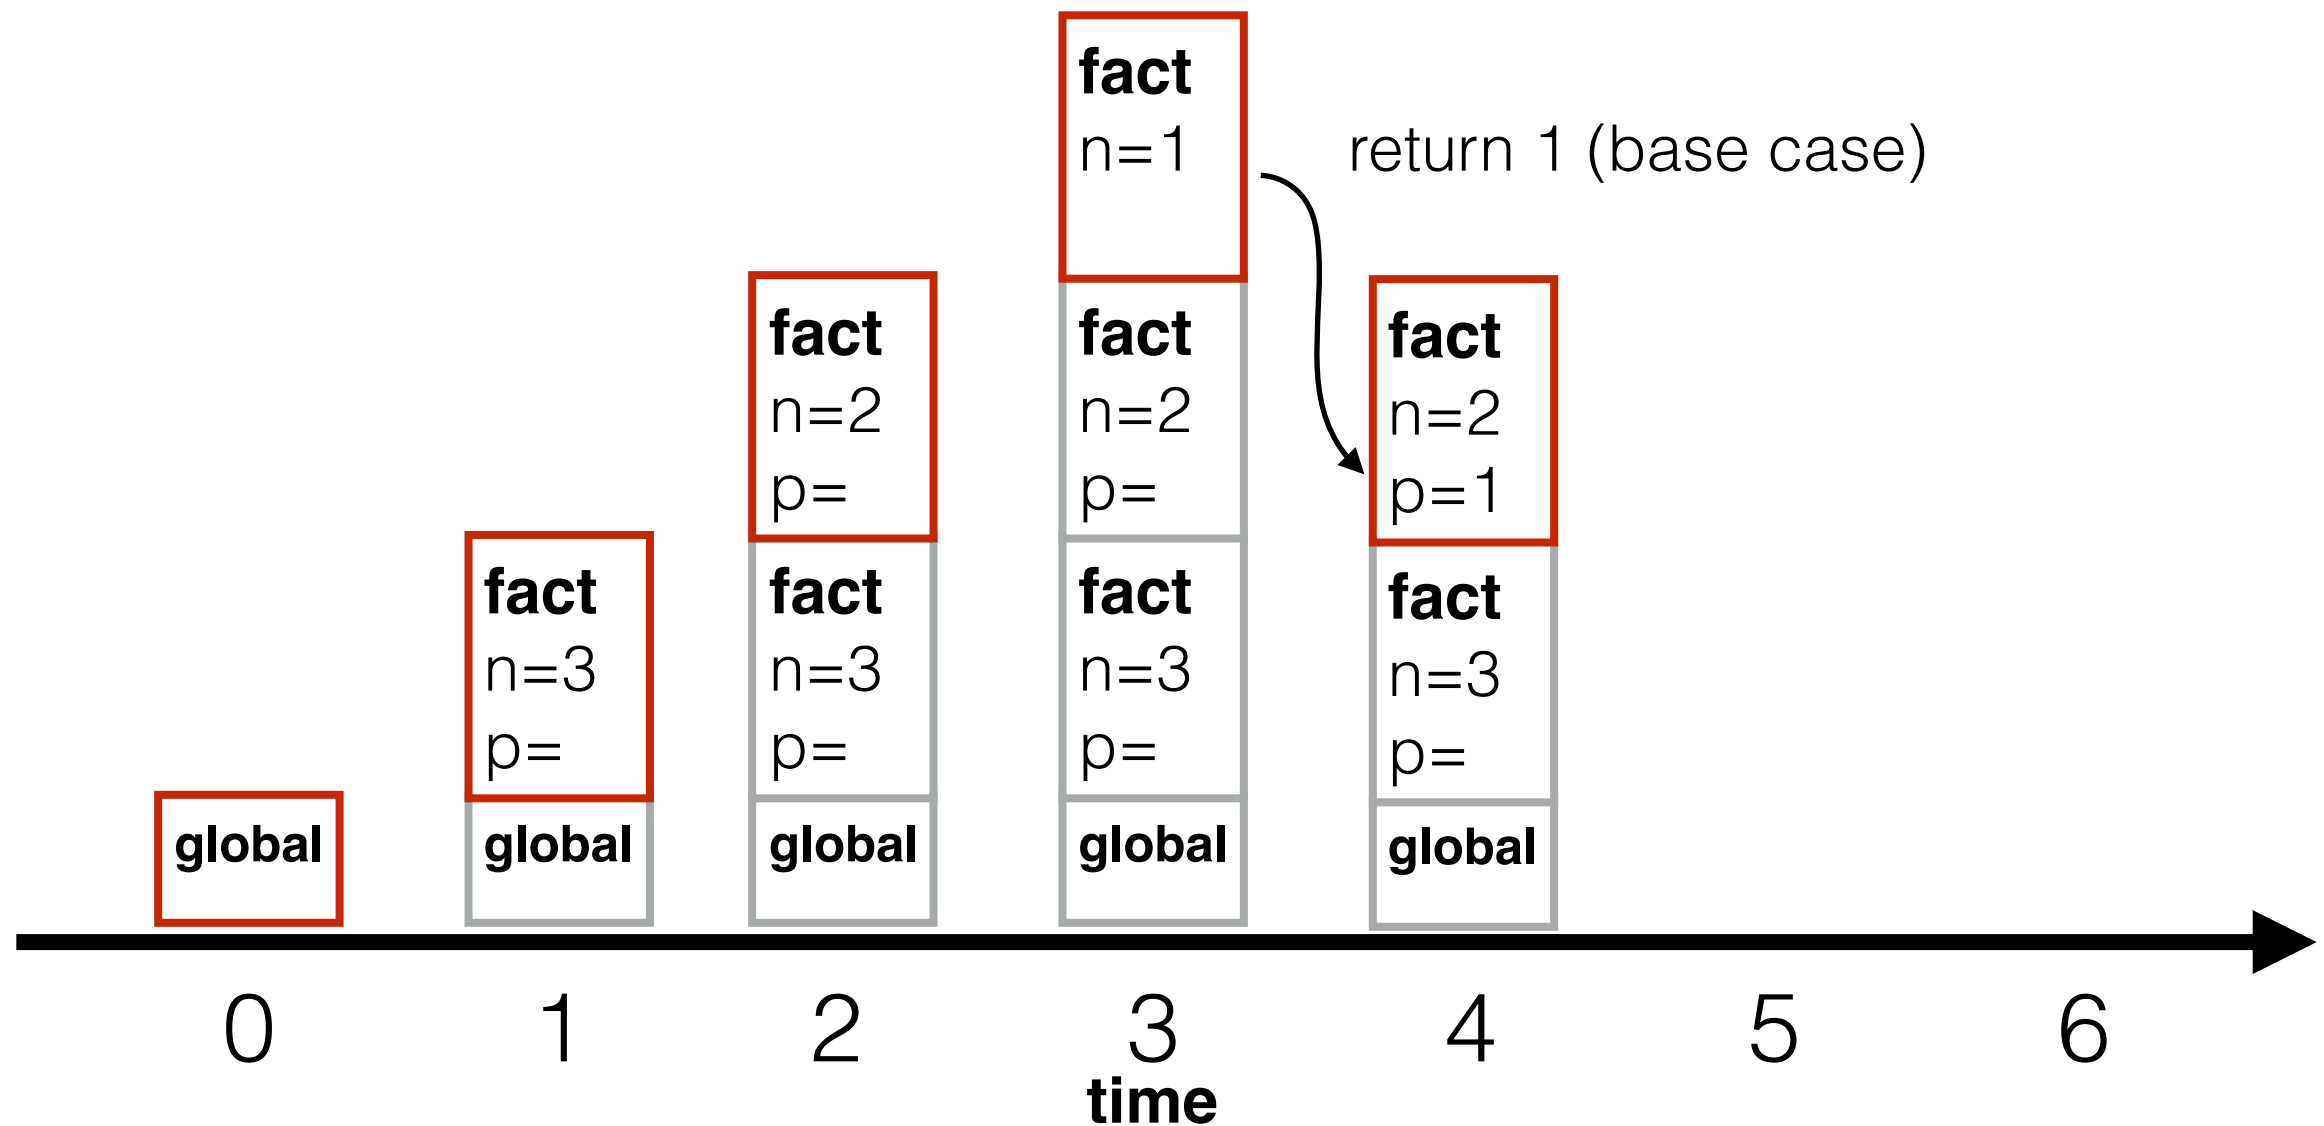 global
fact
n=3
p=
global
fact
n=2
p=
fact
n=3
p=
global
fact
n=1
fact
n=2
p=
fact
n=3
p=
global
return 1 (base case)
fact
n=2
p=1
fact
n=3
p=
global
0 1 2 3 4 5 6
time